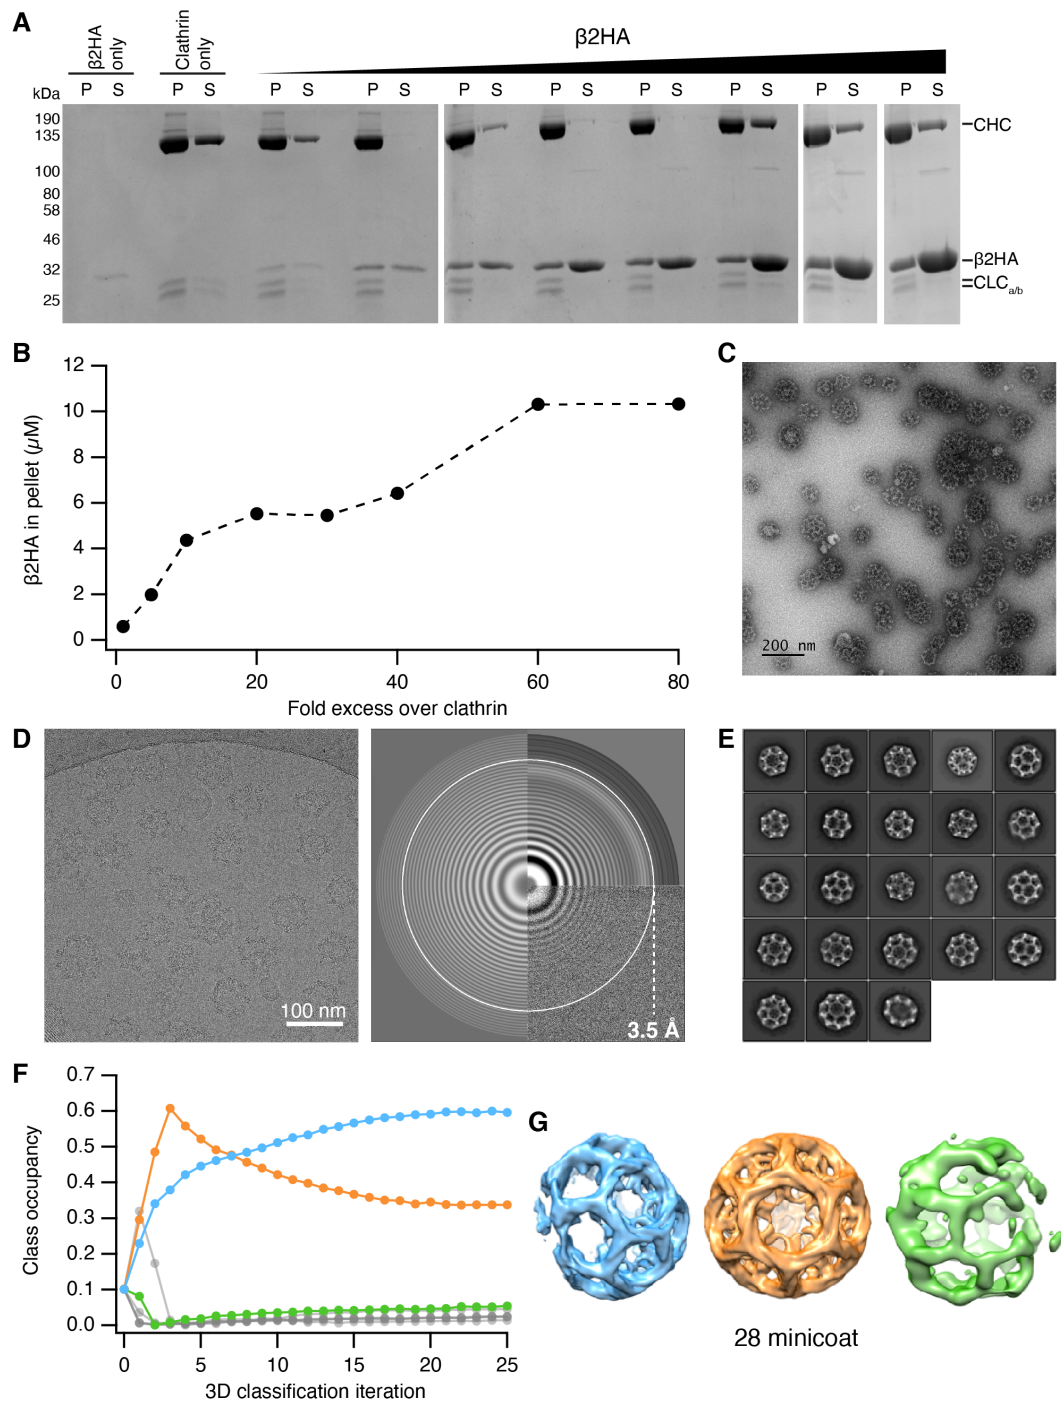 A
β2HA only
Clathrin only
β2HA
P S P S P S P S P S P S P S P S P S P S
kDa
190
135
100
80
58
46
32
25
CHC
β2HA
CLCa/b
B
12
10
8
6
4
2
0
β2HA in pellet (µM)
0 20 40 60 80
Fold excess over clathrin
C
200 nm
D
100 nm
3.5 Å
E
F
0.7
0.6
0.5
0.4
0.3
0.2
0.1
0.0
Class occupancy
0 5 10 15 20 25
3D classification iteration
G
28 minicoat